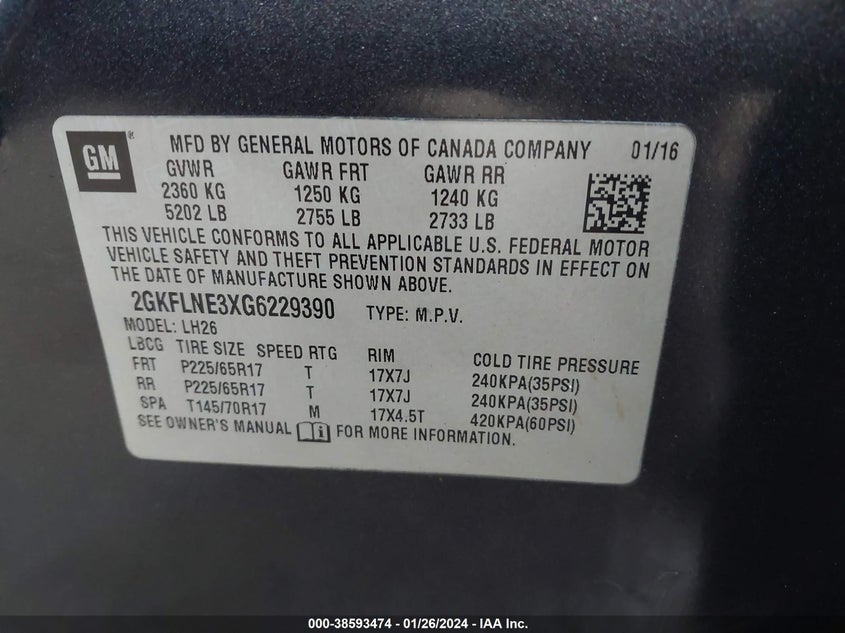 GM ® MFD BY GENERAL MOTORS OF CANADA COMPANY 01/16
GVWR GAWR FRT GAWR RR
2360 KG 1250 KG 1240 KG
5202 LB 2755 LB 2733 LB
THIS VEHICLE CONFORMS TO ALL APPLICABLE U.S. FEDERAL MOTOR
VEHICLE SAFETY AND THEFT PREVENTION STANDARDS IN EFFECT ON
THE DATE OF MANUFACTURE SHOWN ABOVE.
2GKFLNE3XG6229390 TYPE: M.P.V.
MODEL: LH26
LBCG TIRE SIZE SPEED RTG RIM COLD TIRE PRESSURE
FRT P225/65R17 T 17X7J 240KPA(35PSI)
RR P225/65R17 T 17X7J 240KPA(35PSI)
SPA T145/70R17 M 17X4.5T 420KPA(60PSI)
SEE OWNER'S MANUAL FOR MORE INFORMATION.
000-38593474 - 01/26/2024 - IAA Inc.